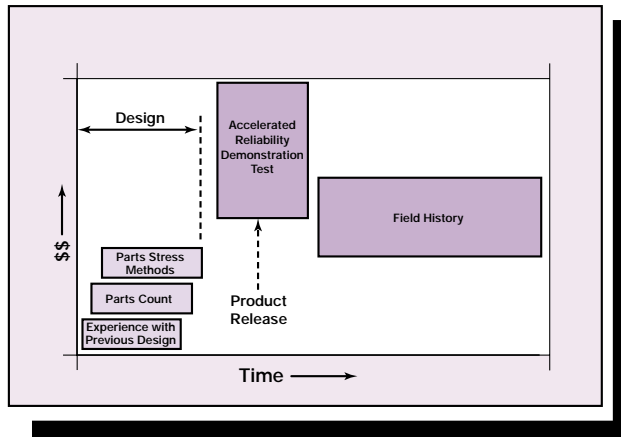 Design
Accelerated
Reliability
Demonstration
Test
Field History
$$
Parts Stress
Methods
Parts Count
Experience with
Previous Design
Product
Release
Time